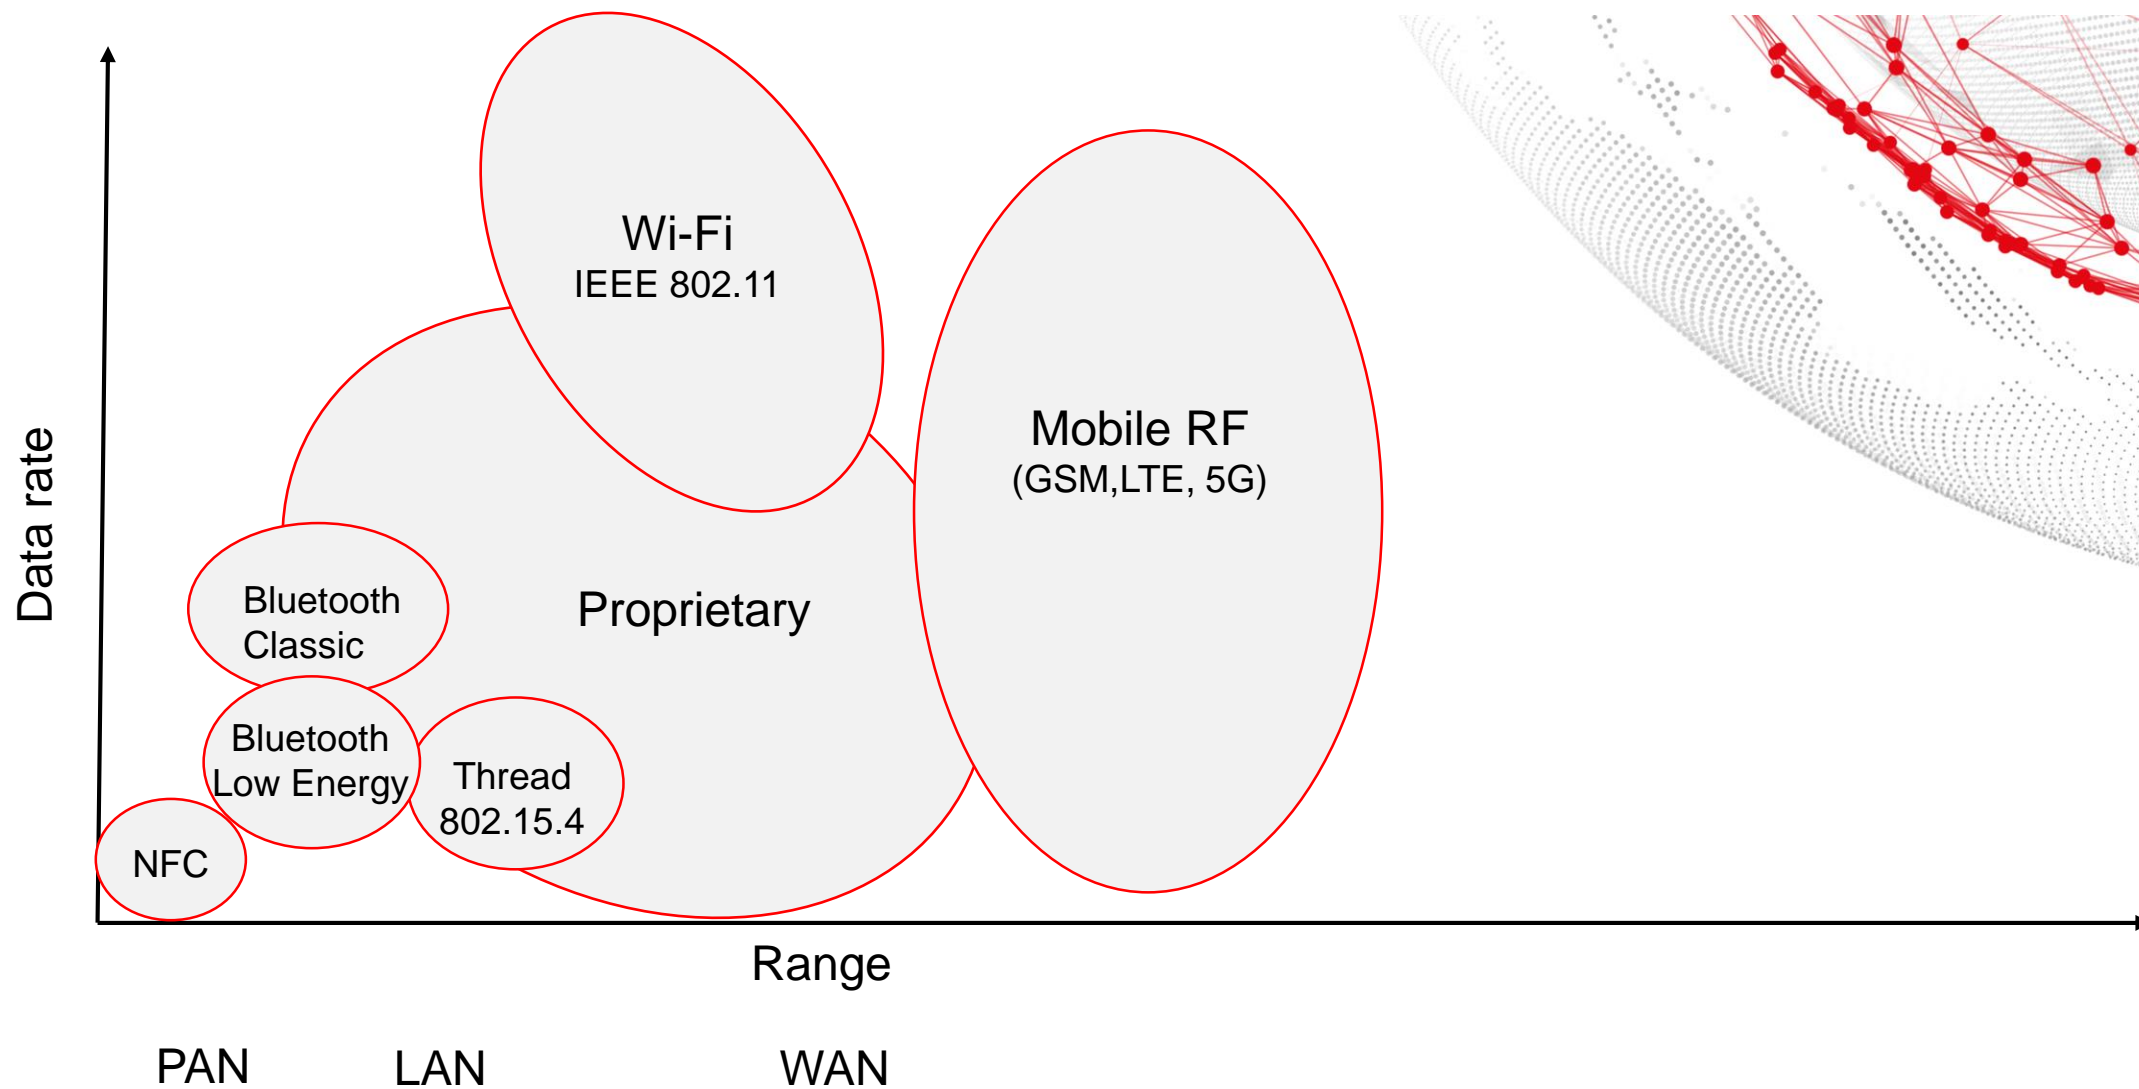 Wi-Fi
IEEE 802.11
Mobile RF
(GSM,LTE, 5G)
Data rate
Bluetooth
Classic
Proprietary
Bluetooth
Low Energy
Thread
802.15.4
NFC
Range
PAN
LAN
WAN